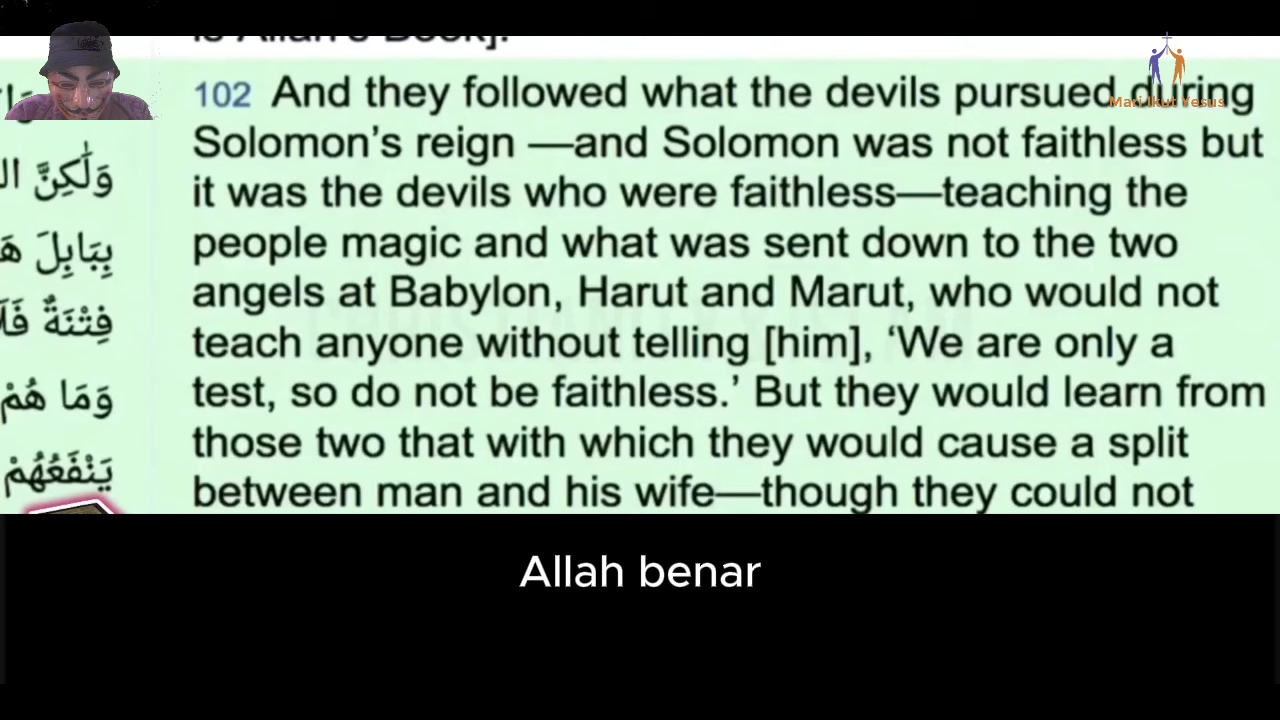 102 And they followed what the devils pursued during
Mari Ikut Yesus
Solomon's reign —and Solomon was not faithless but
وَلَٰكِنَّ
it was the devils who were faithless—teaching the
people magic and what was sent down to the two
بِبَابِلَ
angels at Babylon, Harut and Marut, who would not
فِتْنَةٌ
teach anyone without telling [him], ‘We are only a
test, so do not be faithless.’ But they would learn from
وَمَا هُمْ
those two that with which they would cause a split
يَنْفَعُهُمْ
between man and his wife—though they could not
Allah benar